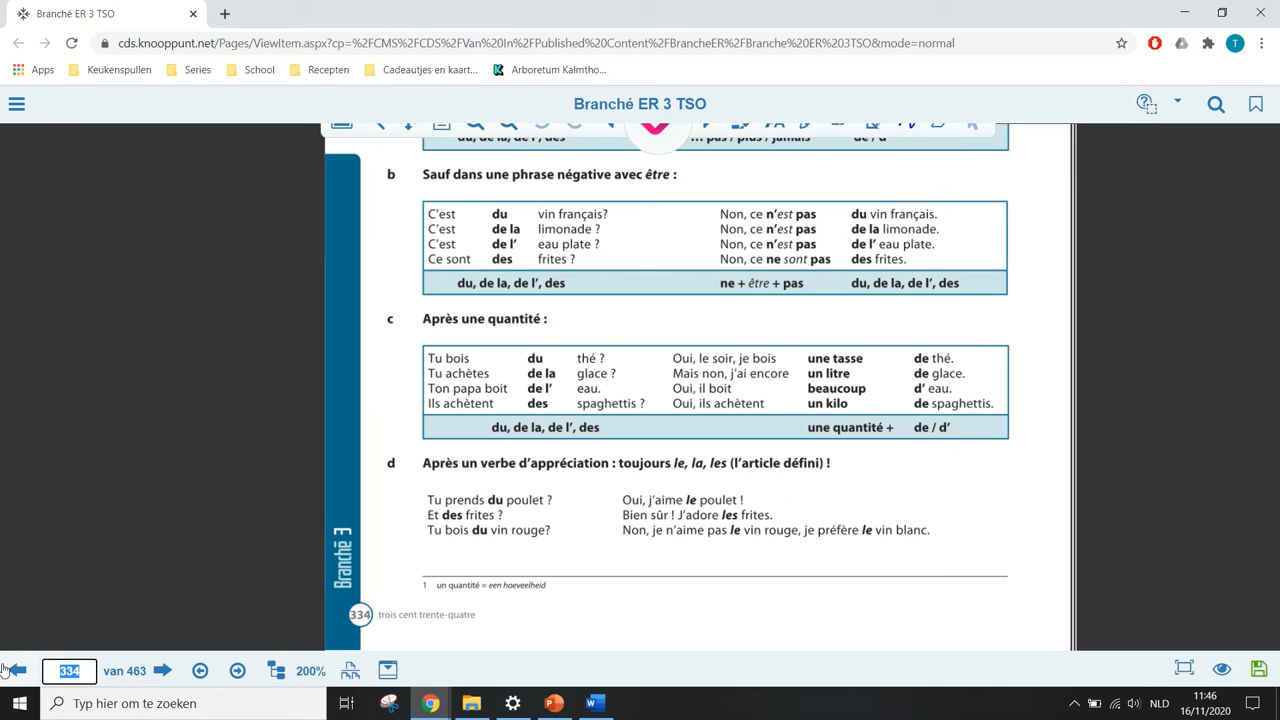 Branché ER 3 TSO
cds.knooppunt.net/Pages/ViewItem.aspx?cp=%2FCMS%2FCDS%2FVan%20In%2FPublished%20Content%2FBrancheER%2FBranche%20ER%203TSO&mode=normal
T
Apps Keukenspullen Series School Recepten Cadeautjes en kaart... Arboretum Kalmtho...
Branché ER 3 TSO
du, de la, de l', des ... pas / plus / jamais de / d'
b Sauf dans une phrase négative avec être :
C'est du vin français? Non, ce n'est pas du vin français.
C'est de la limonade ? Non, ce n'est pas de la limonade.
C'est de l' eau plate ? Non, ce n'est pas de l' eau plate.
Ce sont des frites ? Non, ce ne sont pas des frites.
du, de la, de l', des ne + être + pas du, de la, de l', des
c Après une quantité :
Tu bois du thé ? Oui, le soir, je bois une tasse de thé.
Tu achètes de la glace ? Mais non, j'ai encore un litre de glace.
Ton papa boit de l' eau. Oui, il boit beaucoup d' eau.
Ils achètent des spaghettis ? Oui, ils achètent un kilo de spaghettis.
du, de la, de l', des une quantité + de / d'
d Après un verbe d'appréciation : toujours le, la, les (l'article défini) !
Tu prends du poulet ? Oui, j'aime le poulet !
Et des frites ? Bien sûr ! J'adore les frites.
Tu bois du vin rouge? Non, je n'aime pas le vin rouge, je préfère le vin blanc.
1 un quantité = een hoeveelheid
Branché 3
334 trois cent trente-quatre
334 van 463 200%
Typ hier om te zoeken
NLD
11:46
16/11/2020